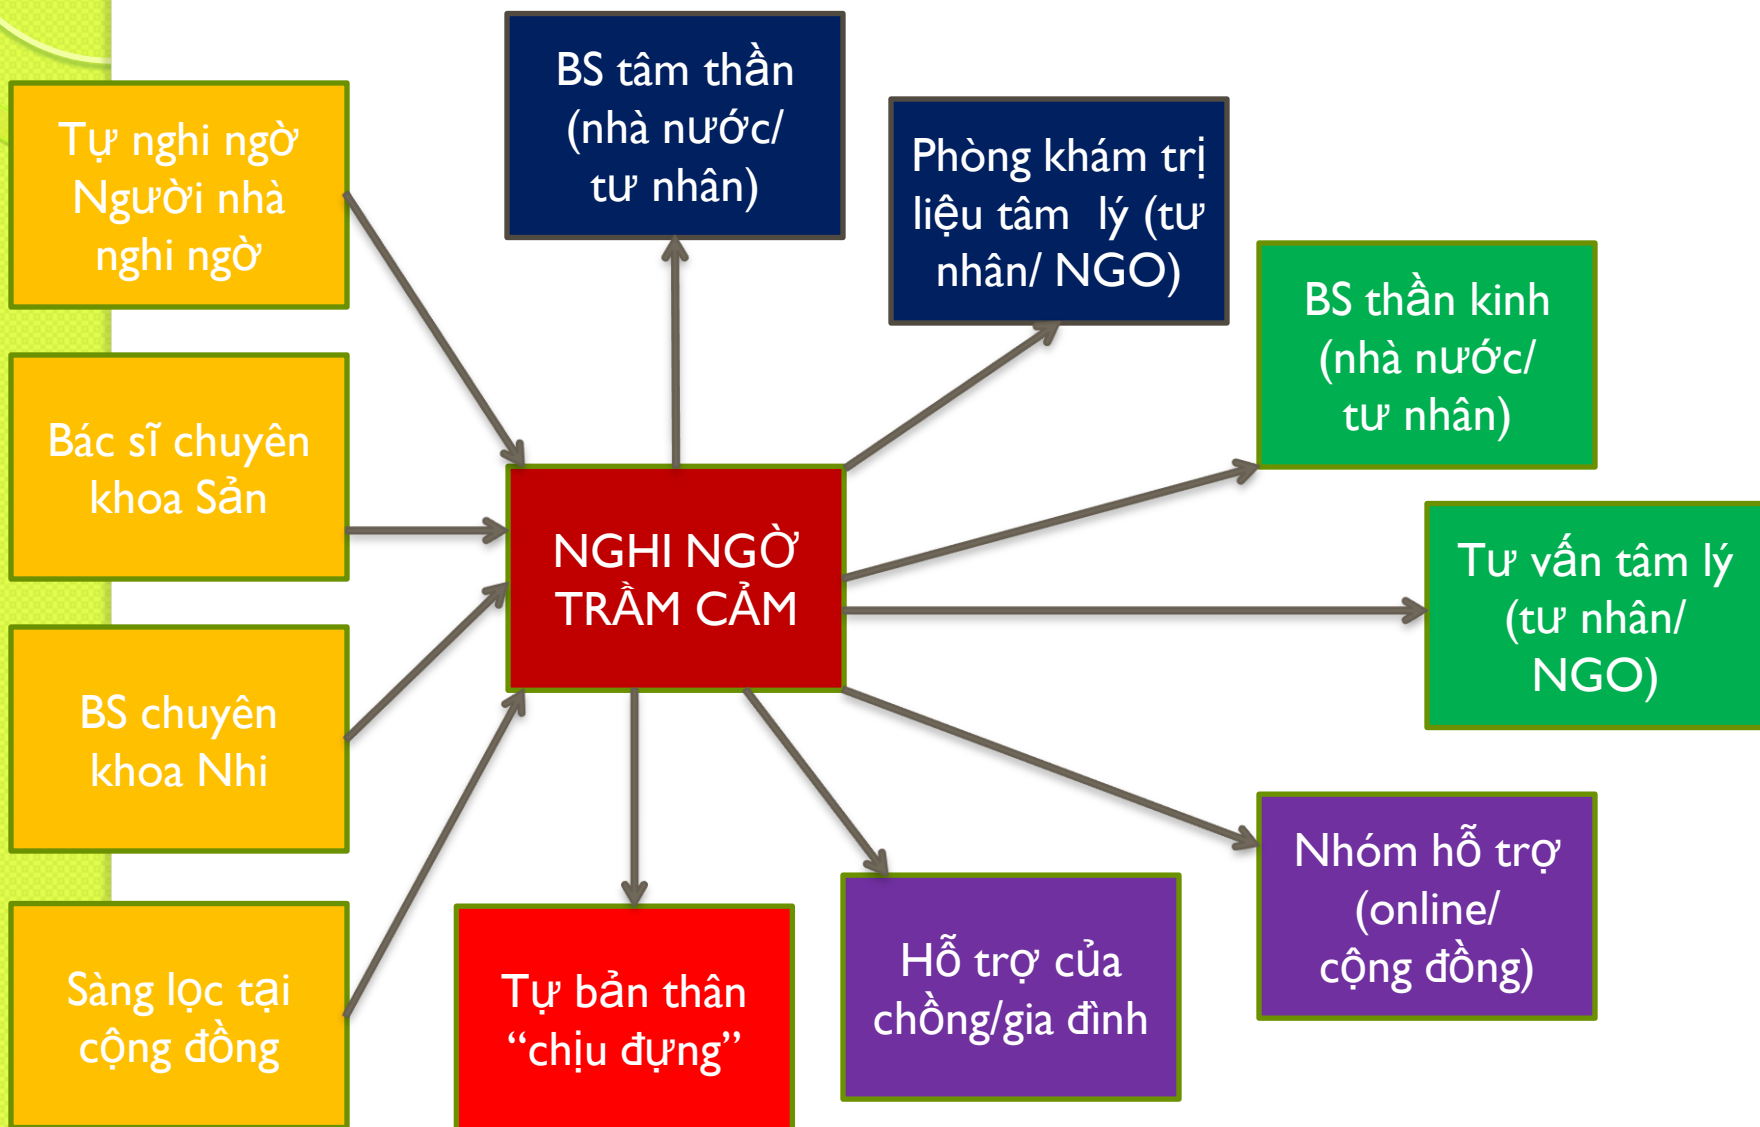 Tự nghi ngờ
Người nhà
nghi ngờ
Bác sĩ chuyên
khoa Sản
BS chuyên
khoa Nhi
Sàng lọc tại
cộng đồng
NGHI NGỜ
TRẦM CẢM
BS tâm thần
(nhà nước/
tư nhân)
Phòng khám trị
liệu tâm lý (tư
nhân/ NGO)
BS thần kinh
(nhà nước/
tư nhân)
Tư vấn tâm lý
(tư nhân/
NGO)
Nhóm hỗ trợ
(online/
cộng đồng)
Hỗ trợ của
chồng/gia đình
Tự bản thân
“chịu đựng”